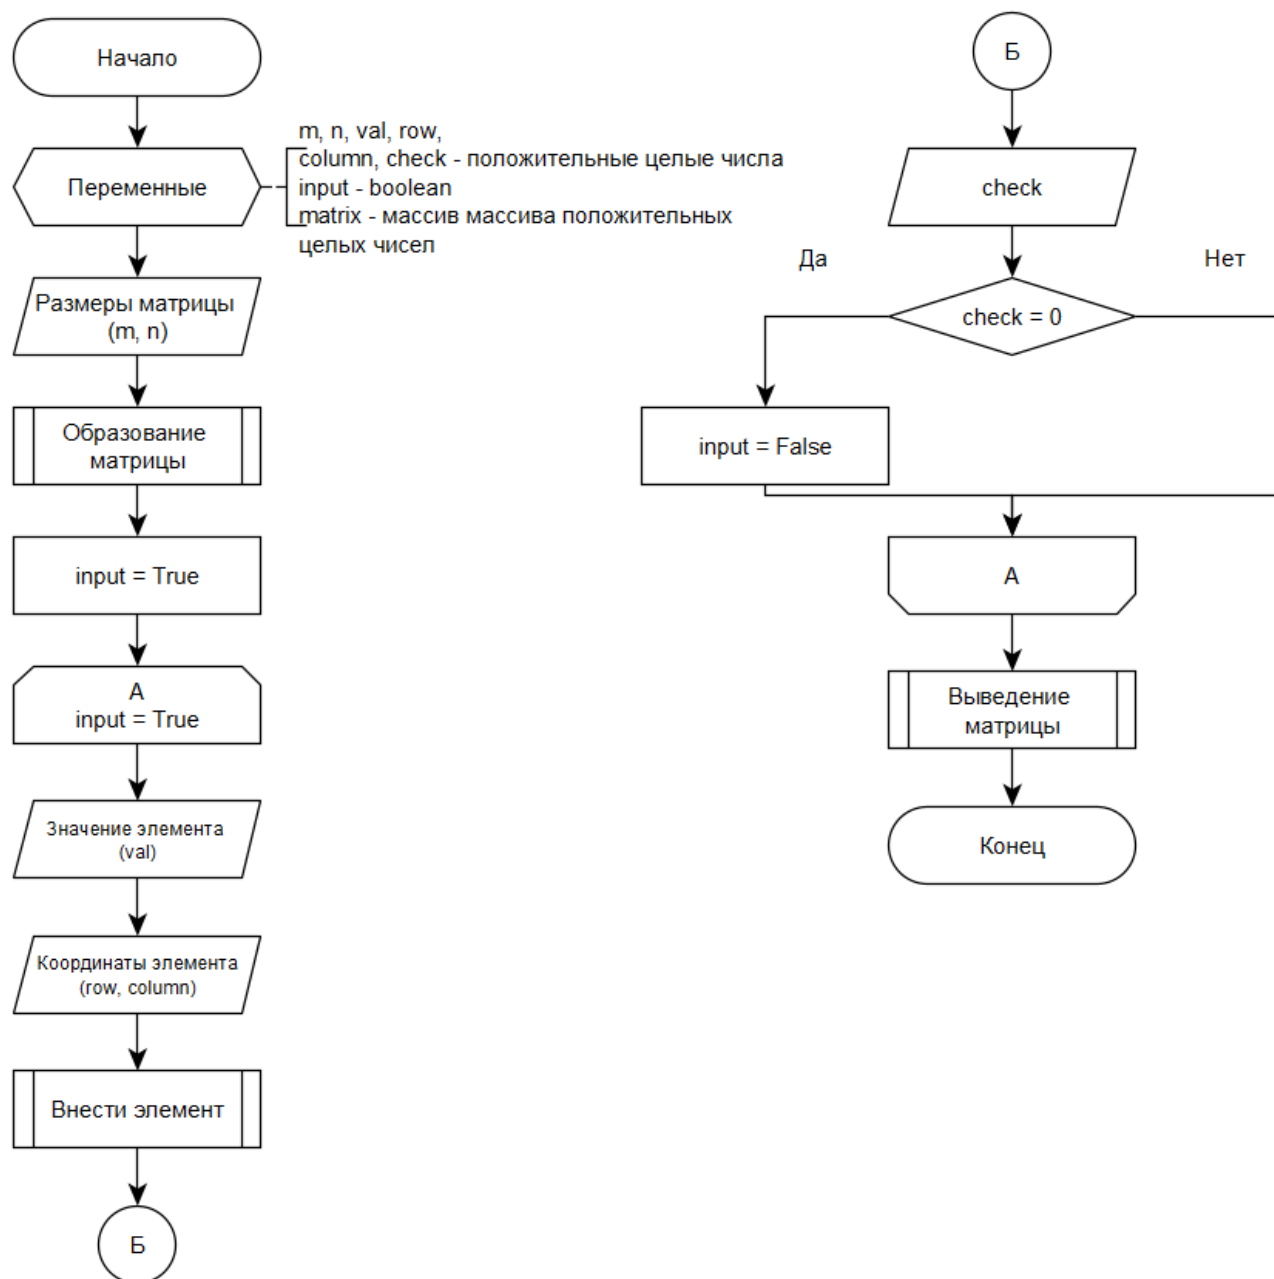 Начало
Переменные
m, n, val, row,
column, check - положительные целые числа
input - boolean
matrix - массив массива положительных
целых чисел
Размеры матрицы
(m, n)
Образование
матрицы
input = True
А
input = True
Значение элемента
(val)
Координаты элемента
(row, column)
Внести элемент
Б
Б
check
Да
Нет
check = 0
input = False
А
Выведение
матрицы
Конец